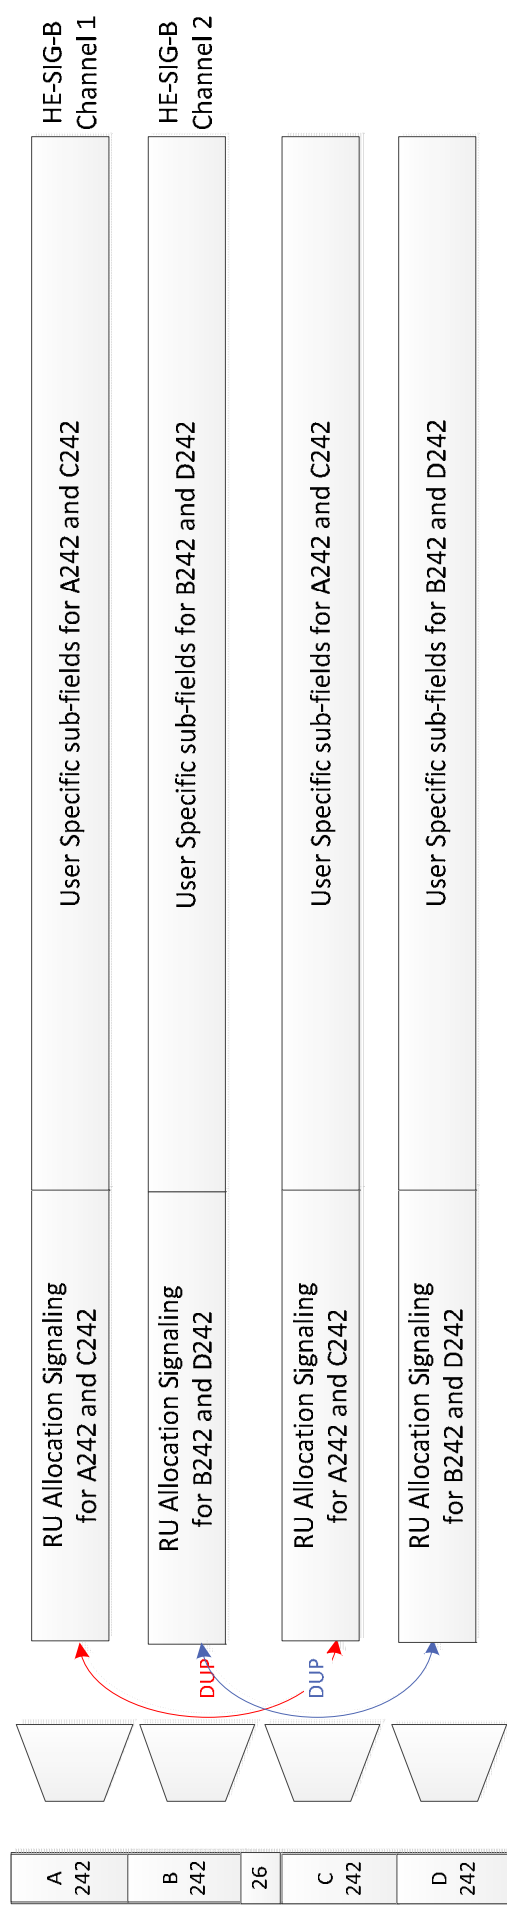 HE-SIG-B
Channel 1
HE-SIG-B
Channel 2
User Specific sub-fields for A242 and C242
User Specific sub-fields for B242 and D242
User Specific sub-fields for A242 and C242
User Specific sub-fields for B242 and D242
RU Allocation Signaling
for A242 and C242
RU Allocation Signaling
for B242 and D242
RU Allocation Signaling
for A242 and C242
RU Allocation Signaling
for B242 and D242
DUP
DUP
A
242
B
242
26
C
242
D
242